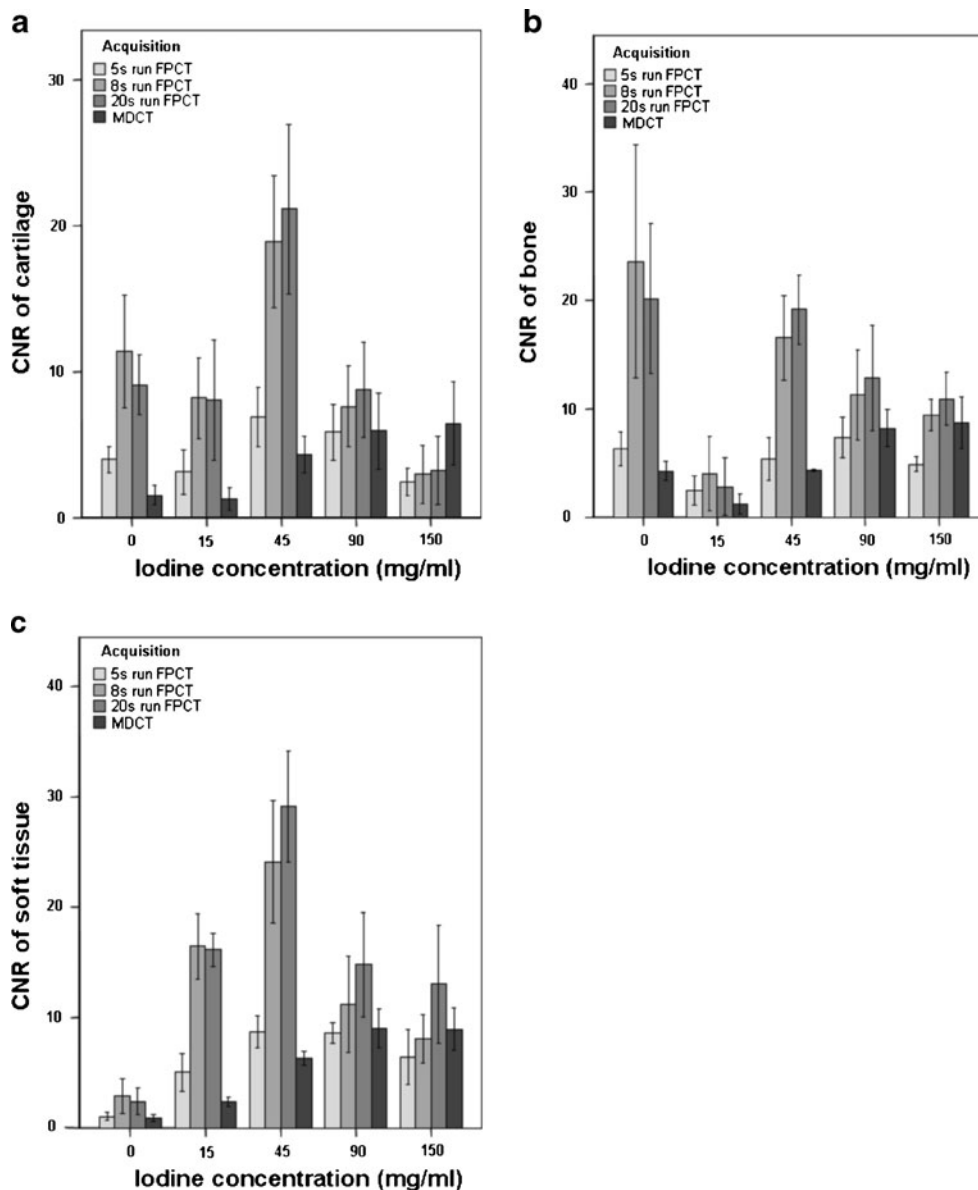 a
Acquisition
5s run FPCT
8s run FPCT
20s run FPCT
MDCT
30
20
10
0
CNR of cartilage
0 15 45 90 150
Iodine concentration (mg/ml)
b
Acquisition
5s run FPCT
8s run FPCT
20s run FPCT
MDCT
40
30
20
10
0
CNR of bone
0 15 45 90 150
Iodine concentration (mg/ml)
c
Acquisition
5s run FPCT
8s run FPCT
20s run FPCT
MDCT
40
30
20
10
0
CNR of soft tissue
0 15 45 90 150
Iodine concentration (mg/ml)